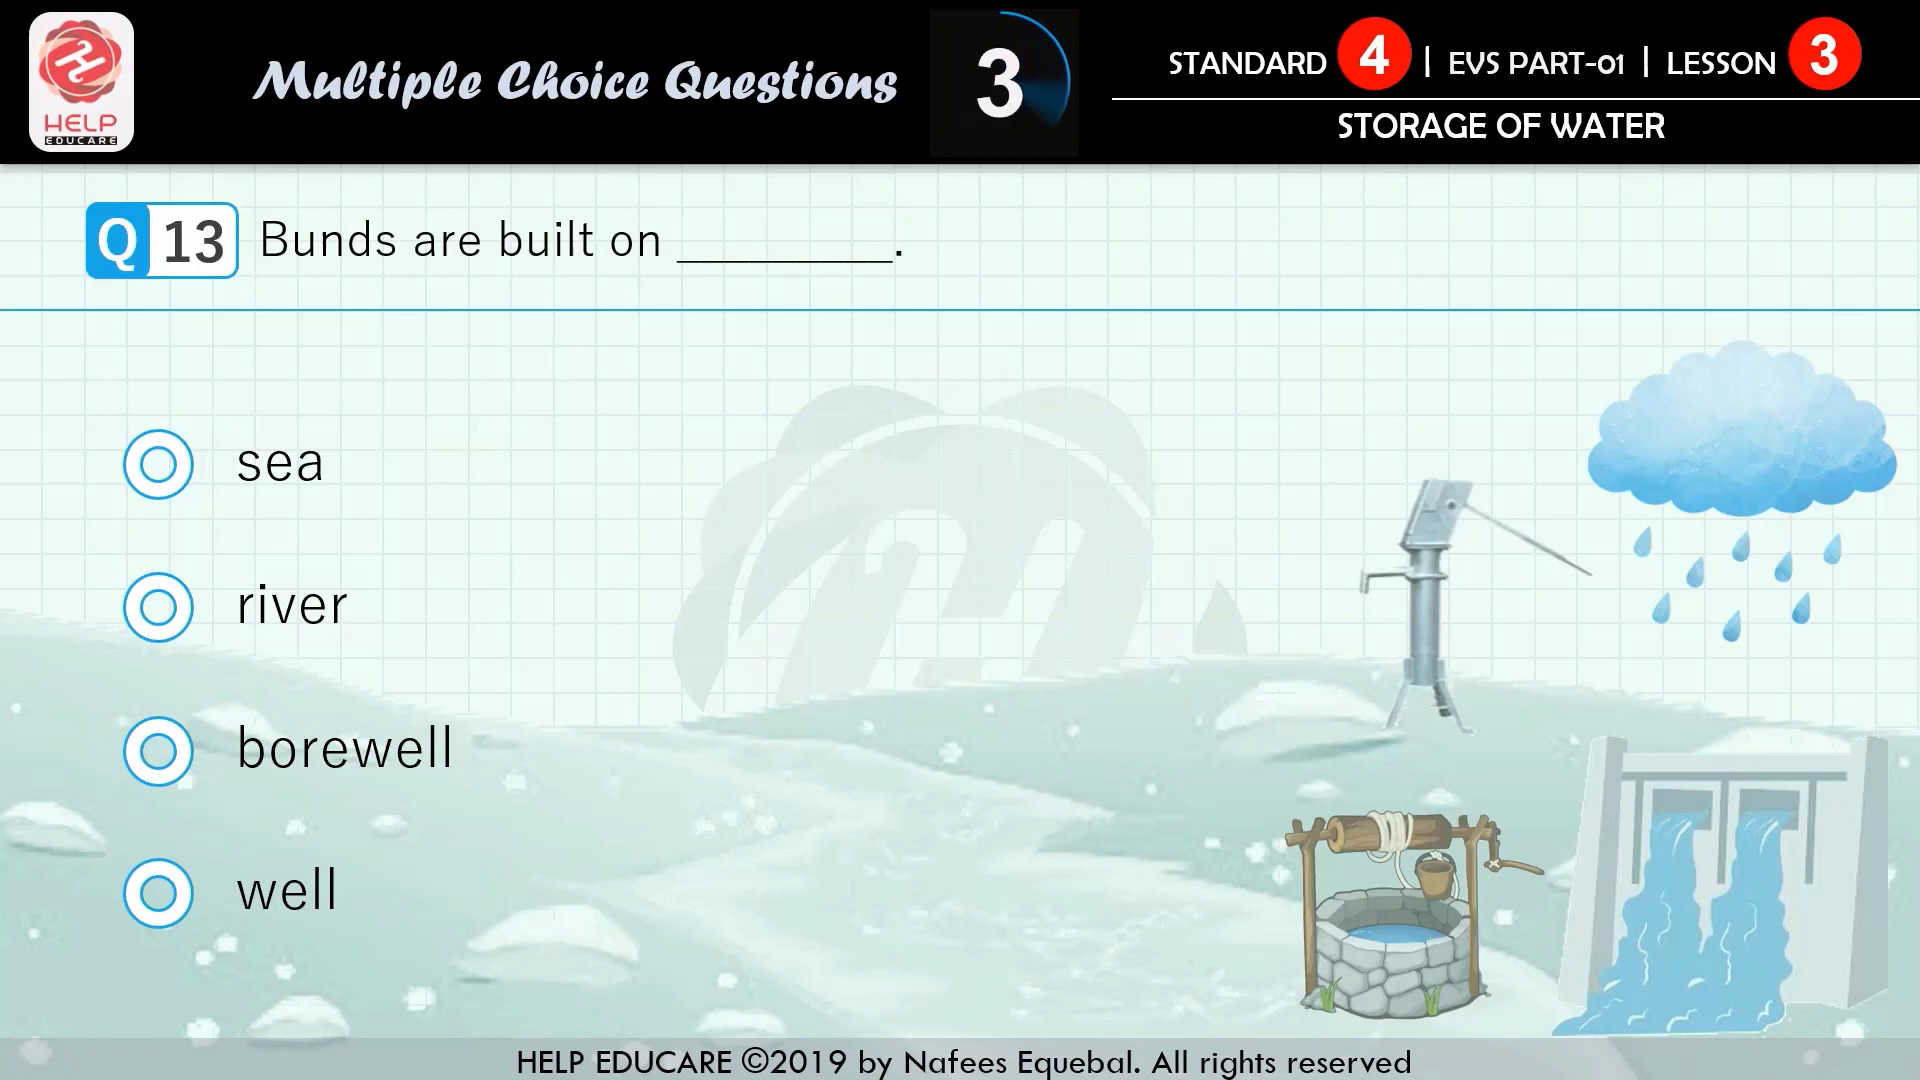 HELP
EDUCARE
Multiple Choice Questions
3
STANDARD 4 | EVS PART-01 | LESSON 3
STORAGE OF WATER
Q 13 Bunds are built on _________.
sea
river
borewell
well
HELP EDUCARE ©2019 by Nafees Equebal. All rights reserved